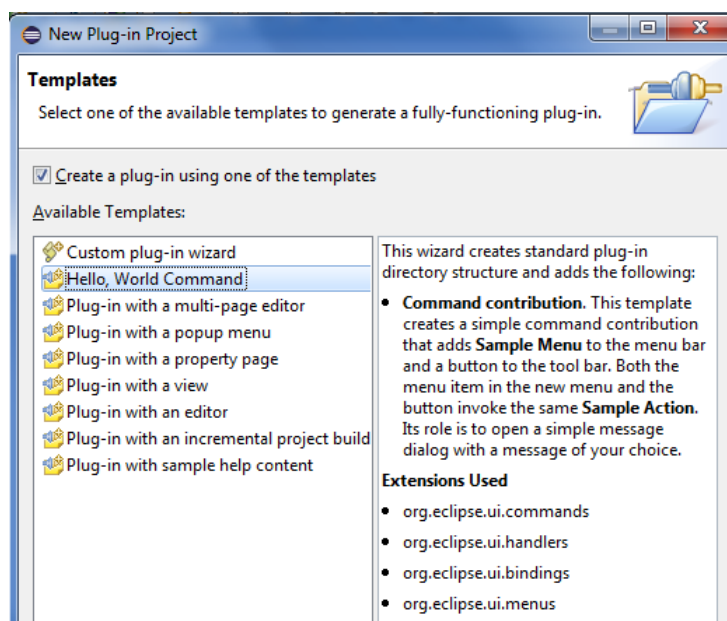 New Plug-in Project
Templates
Select one of the available templates to generate a fully-functioning plug-in.
Create a plug-in using one of the templates
Available Templates:
Custom plug-in wizard
Hello, World Command
Plug-in with a multi-page editor
Plug-in with a popup menu
Plug-in with a property page
Plug-in with a view
Plug-in with an editor
Plug-in with an incremental project build
Plug-in with sample help content
This wizard creates standard plug-in
directory structure and adds the following:
• Command contribution. This template
creates a simple command contribution
that adds Sample Menu to the menu bar
and a button to the tool bar. Both the
menu item in the new menu and the
button invoke the same Sample Action.
Its role is to open a simple message
dialog with a message of your choice.
Extensions Used
• org.eclipse.ui.commands
• org.eclipse.ui.handlers
• org.eclipse.ui.bindings
• org.eclipse.ui.menus